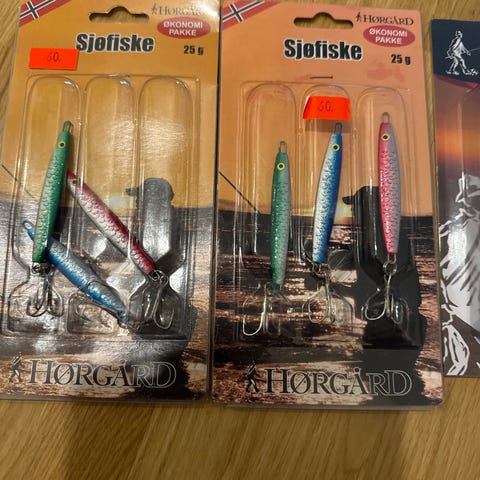 HØRGÅRD
ØKONOMI
PAKKE
Sjøfiske
25 g
60.
HØRGÅRD
HØRGÅRD
ØKONOMI
PAKKE
Sjøfiske
25 g
60.
HØRGÅRD